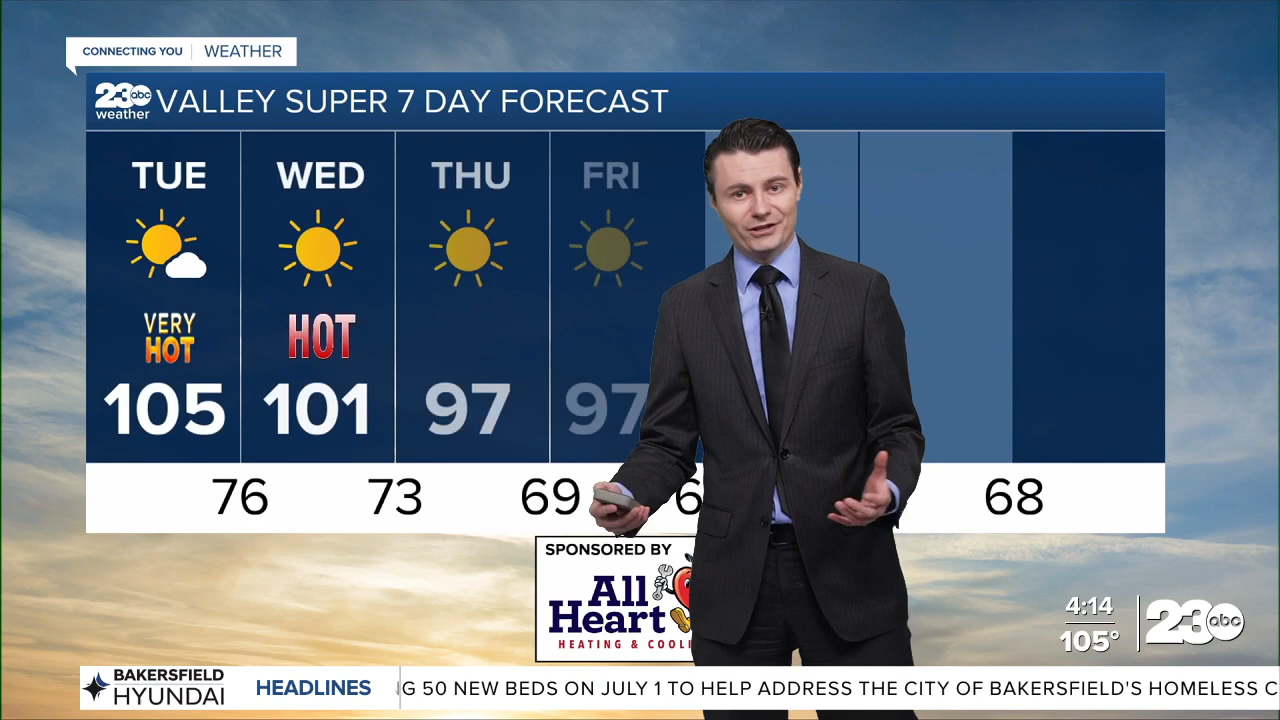 CONNECTING YOU | WEATHER
23 abc weather
VALLEY SUPER 7 DAY FORECAST
TUE WED THU FRI
VERY HOT
HOT
105 101 97 97
76 73 69 68
SPONSORED BY
All
Heart
HEATING &
4:14
105°
23 abc
BAKERSFIELD
HYUNDAI
HEADLINES
G 50 NEW BEDS ON JULY 1 TO HELP ADDRESS THE CITY OF BAKERSFIELD'S HOMELESS C